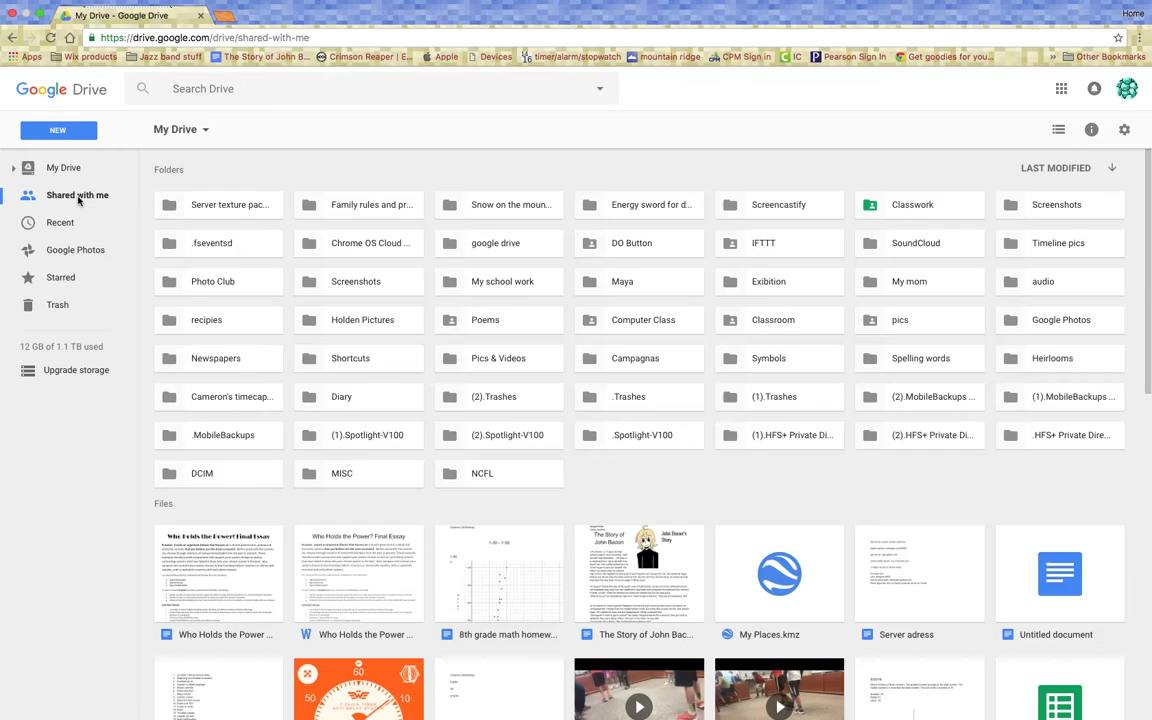 My Drive - Google Drive
Home
https://drive.google.com/drive/shared-with-me
Apps Wix products Jazz band stuff The Story of John B... Crimson Reaper | E... Apple Devices timer/alarm/stopwatch mountain ridge CPM Sign in IC Pearson Sign In Get goodies for you... » Other Bookmarks
Google Drive
Search Drive
NEW
My Drive
My Drive
Shared with me
Recent
Google Photos
Starred
Trash
12 GB of 1.1 TB used
Upgrade storage
Folders
LAST MODIFIED
Server texture pac... Family rules and pr... Snow on the moun... Energy sword for d... Screencastify Classwork Screenshots
.fseventsd Chrome OS Cloud ... google drive DO Button IFTTT SoundCloud Timeline pics
Photo Club Screenshots My school work Maya Exibition My mom audio
recipies Holden Pictures Poems Computer Class Classroom pics Google Photos
Newspapers Shortcuts Pics & Videos Campagnas Symbols Spelling words Heirlooms
Cameron's timecap... Diary (2).Trashes .Trashes (1).Trashes (2).MobileBackups ... (1).MobileBackups ...
.MobileBackups (1).Spotlight-V100 (2).Spotlight-V100 .Spotlight-V100 (1).HFS+ Private Di... (2).HFS+ Private Di... .HFS+ Private Dire...
DCIM MISC NCFL
Files
Who Holds the Power! Final Essay
Who Holds the Power? Final Essay
The Story of John Bacon
John Bacon's Story
Who Holds the Power ... Who Holds the Power ... 8th grade math homew... The Story of John Bac... My Places.kmz Server adress Untitled document
60
50
10